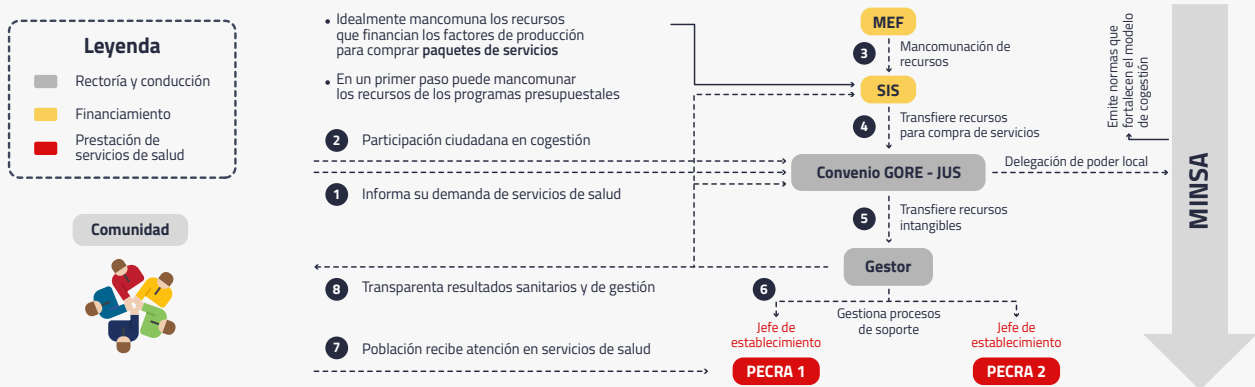 Leyenda
Rectoría y conducción
Financiamiento
Prestación de
servicios de salud
Comunidad
• Idealmente mancomuna los recursos
que financian los factores de producción
para comprar paquetes de servicios
• En un primer paso puede mancomunar
los recursos de los programas presupuestales
2 Participación ciudadana en cogestión
1 Informa su demanda de servicios de salud
8 Transparenta resultados sanitarios y de gestión
7 Población recibe atención en servicios de salud
MEF
3 Mancomunación de
recursos
SIS
4 Transfiere recursos
para compra de servicios
Convenio GORE - JUS
Delegación de poder local
5 Transfiere recursos
intangibles
Gestor
6
Gestiona procesos
de soporte
Jefe de
establecimiento
PECRA 1
Jefe de
establecimiento
PECRA 2
Emite normas que
fortalecen el modelo
de cogestión
MINSA